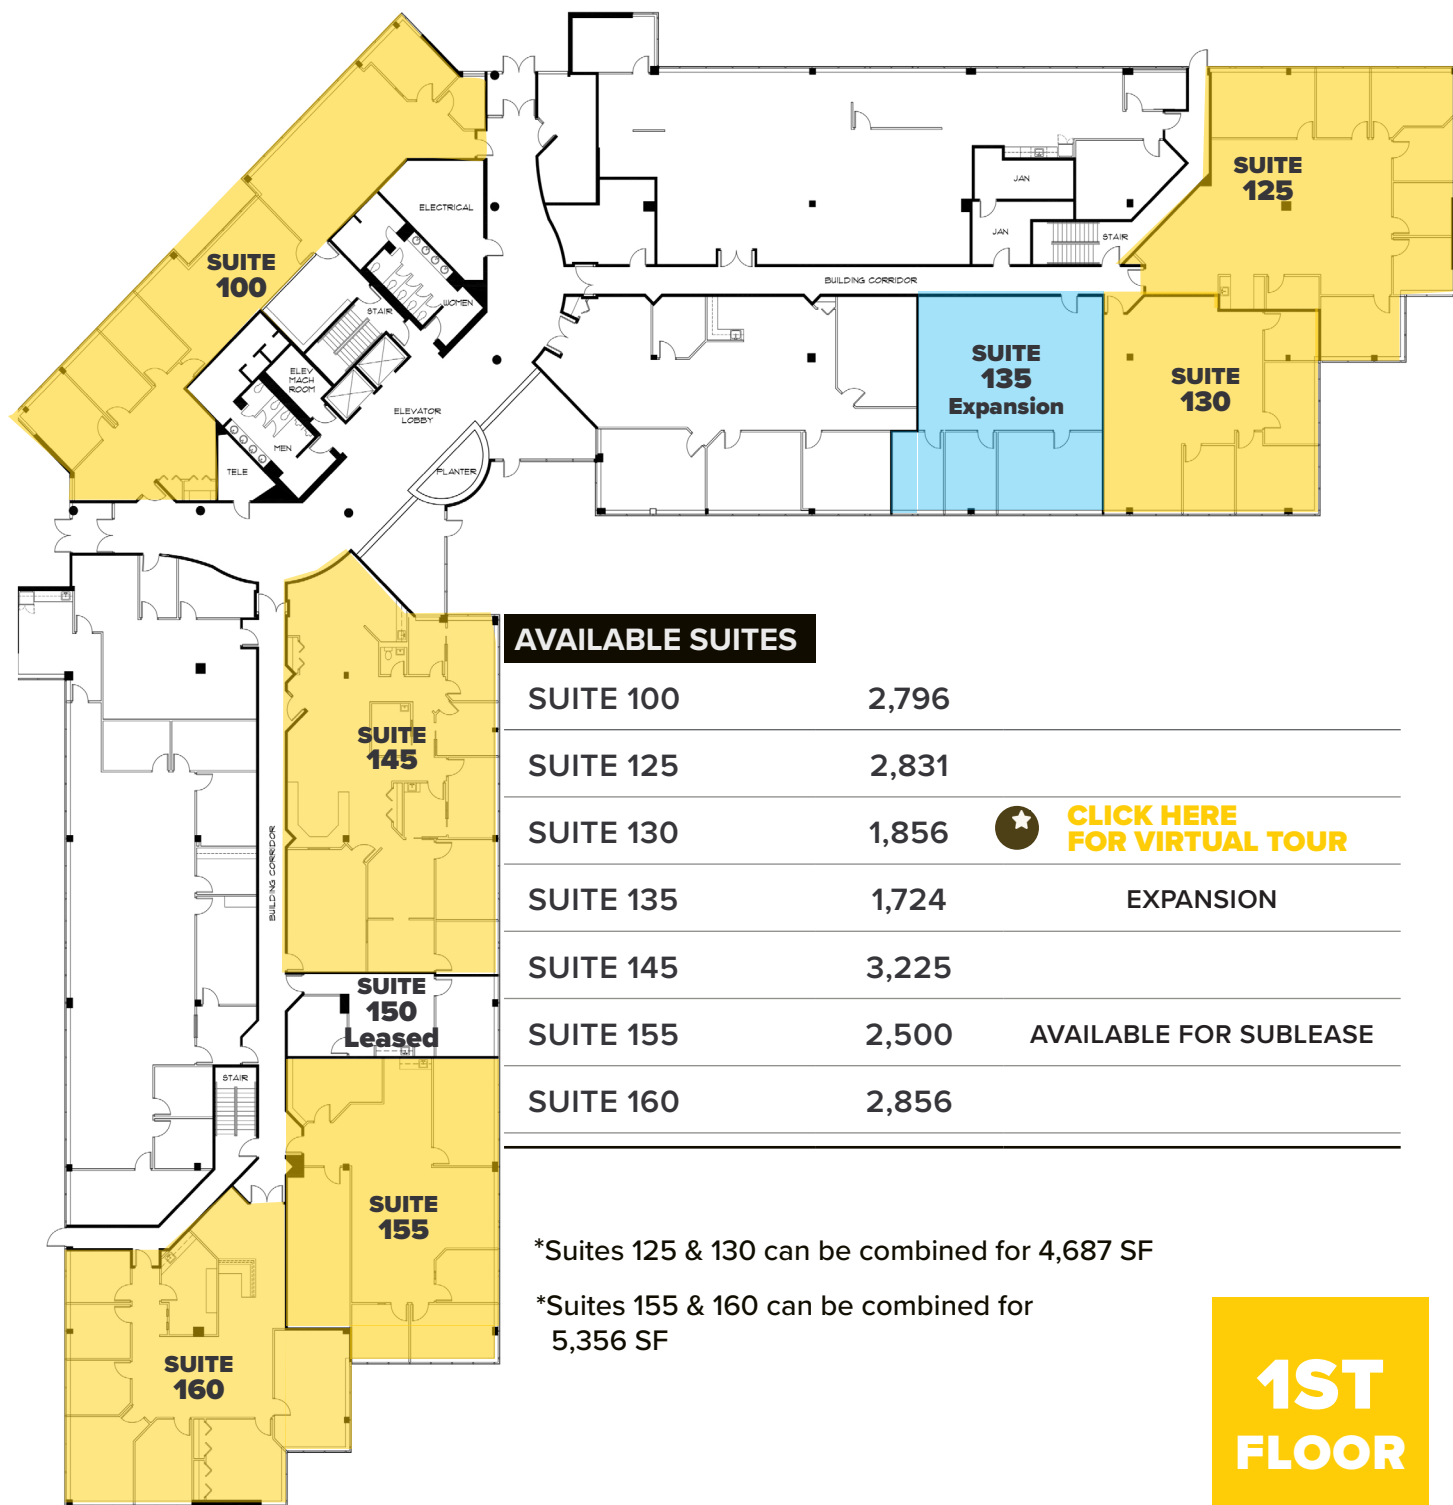 ELECTRICAL
JAN
JAN
STAIR
SUITE
125
SUITE
100
WOMEN
STAIR
BUILDING CORRIDOR
ELEV
MACH
ROOM
ELEVATOR
LOBBY
SUITE
135
Expansion
SUITE
130
MEN
TELE
PLANTER
SUITE
145
BUILDING CORRIDOR
SUITE
150
Leased
STAIR
SUITE
155
SUITE
160
AVAILABLE SUITES
SUITE 100 2,796
SUITE 125 2,831
SUITE 130 1,856 CLICK HERE
FOR VIRTUAL TOUR
SUITE 135 1,724 EXPANSION
SUITE 145 3,225
SUITE 155 2,500 AVAILABLE FOR SUBLEASE
SUITE 160 2,856
*Suites 125 & 130 can be combined for 4,687 SF
*Suites 155 & 160 can be combined for
5,356 SF
1ST
FLOOR